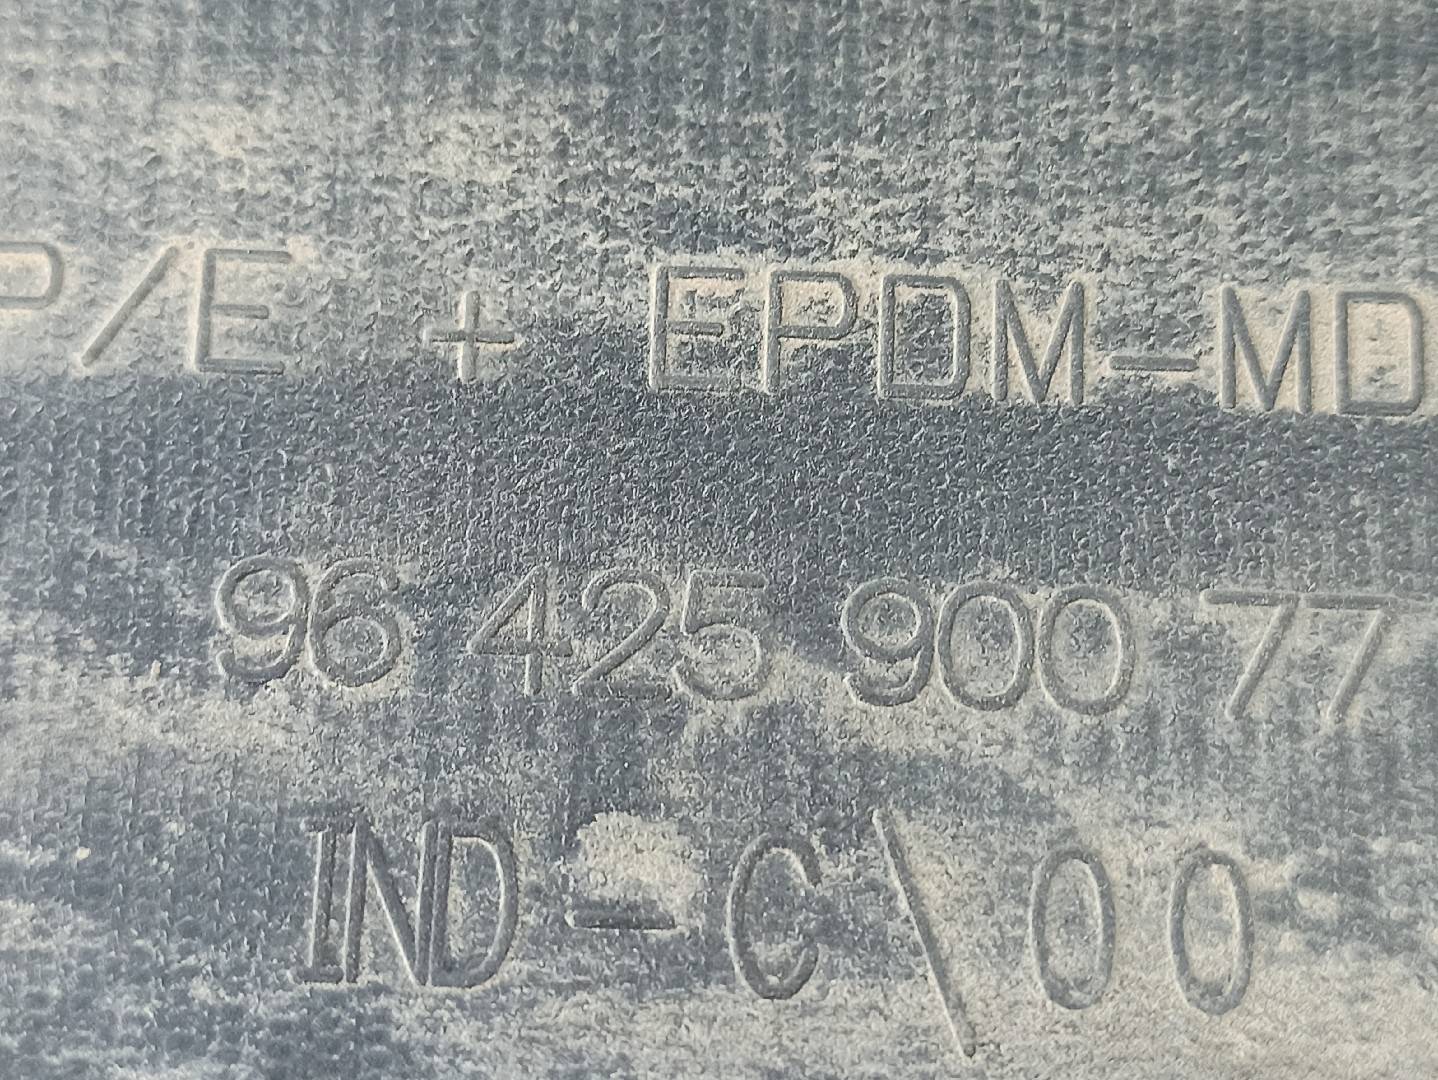 P/E + EPDM-MD
96 425 900 77
IND-C\00